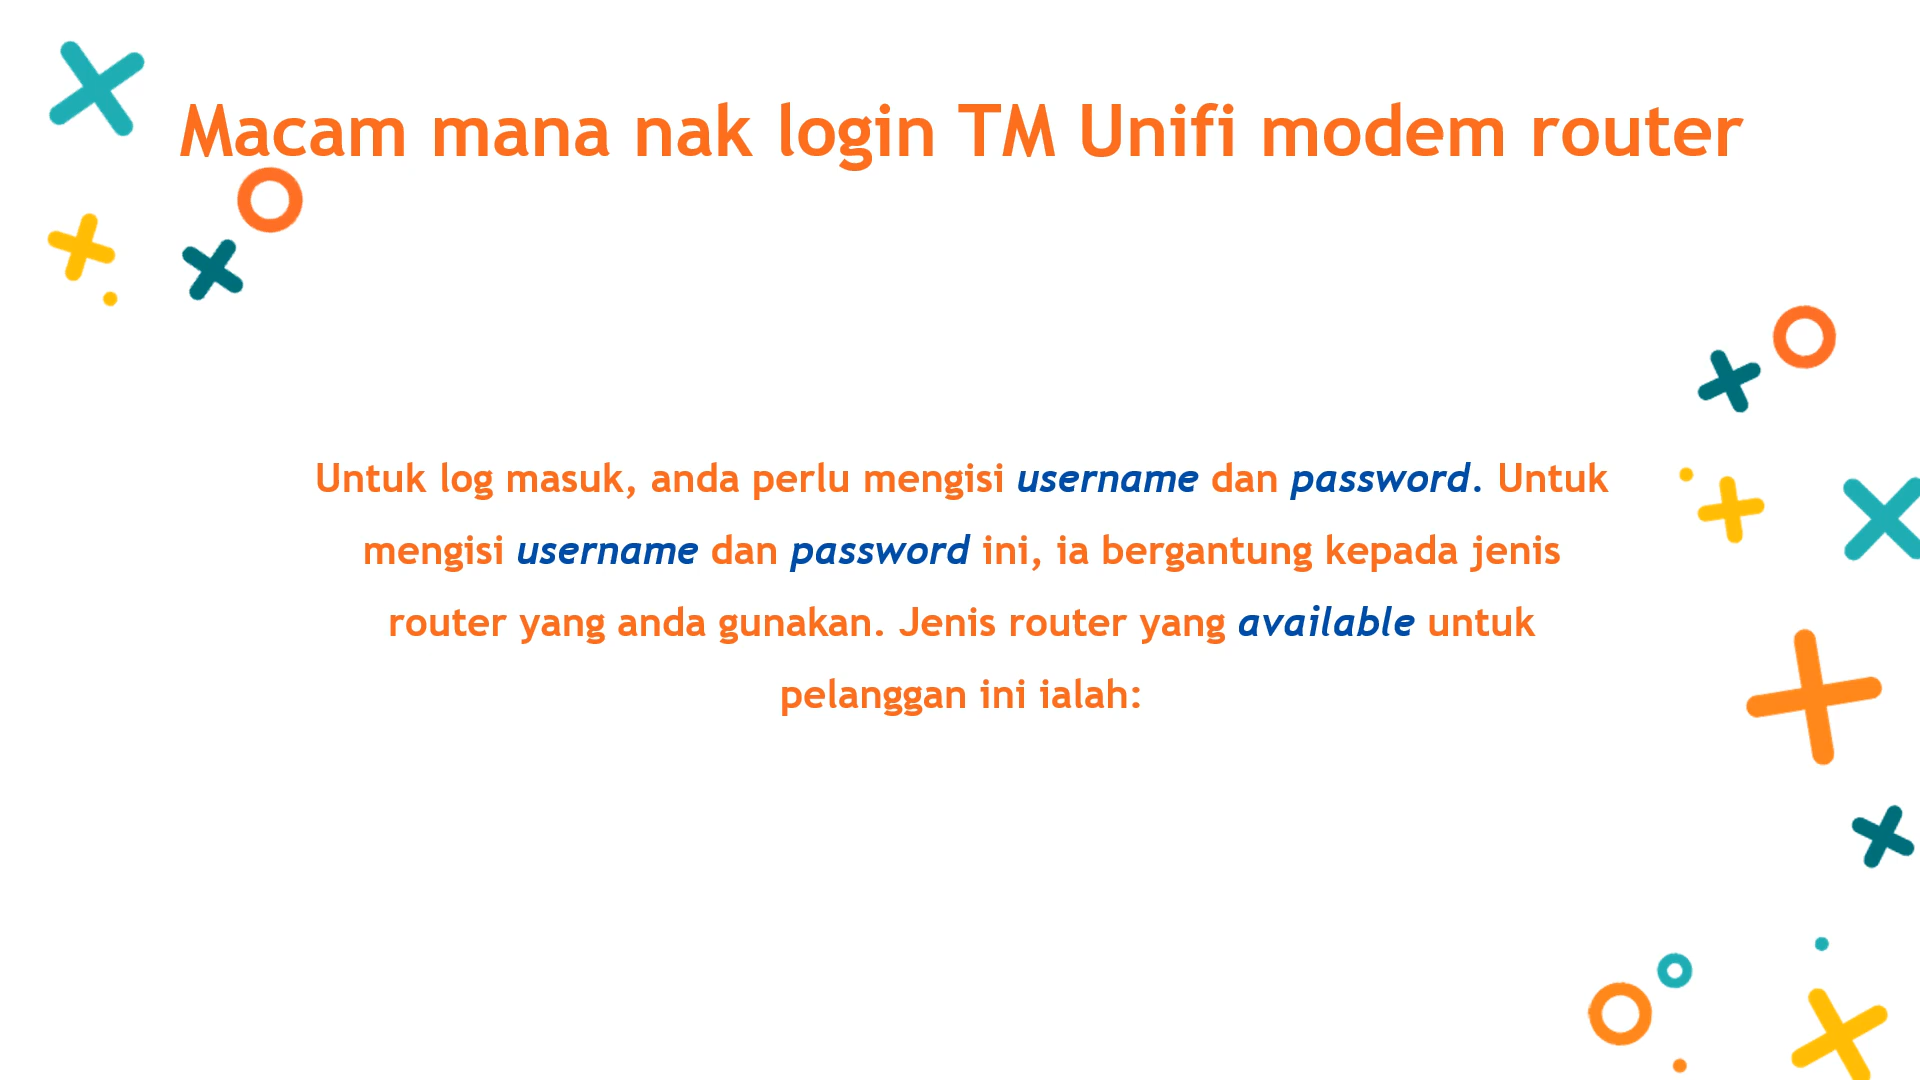 Macam mana nak login TM Unifi modem router
Untuk log masuk, anda perlu mengisi username dan password. Untuk
mengisi username dan password ini, ia bergantung kepada jenis
router yang anda gunakan. Jenis router yang available untuk
pelanggan ini ialah: